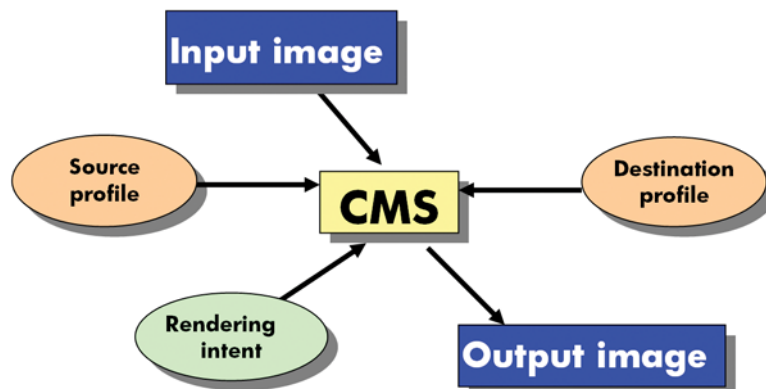 Input image
Source
profile
CMS
Destination
profile
Rendering
intent
Output image